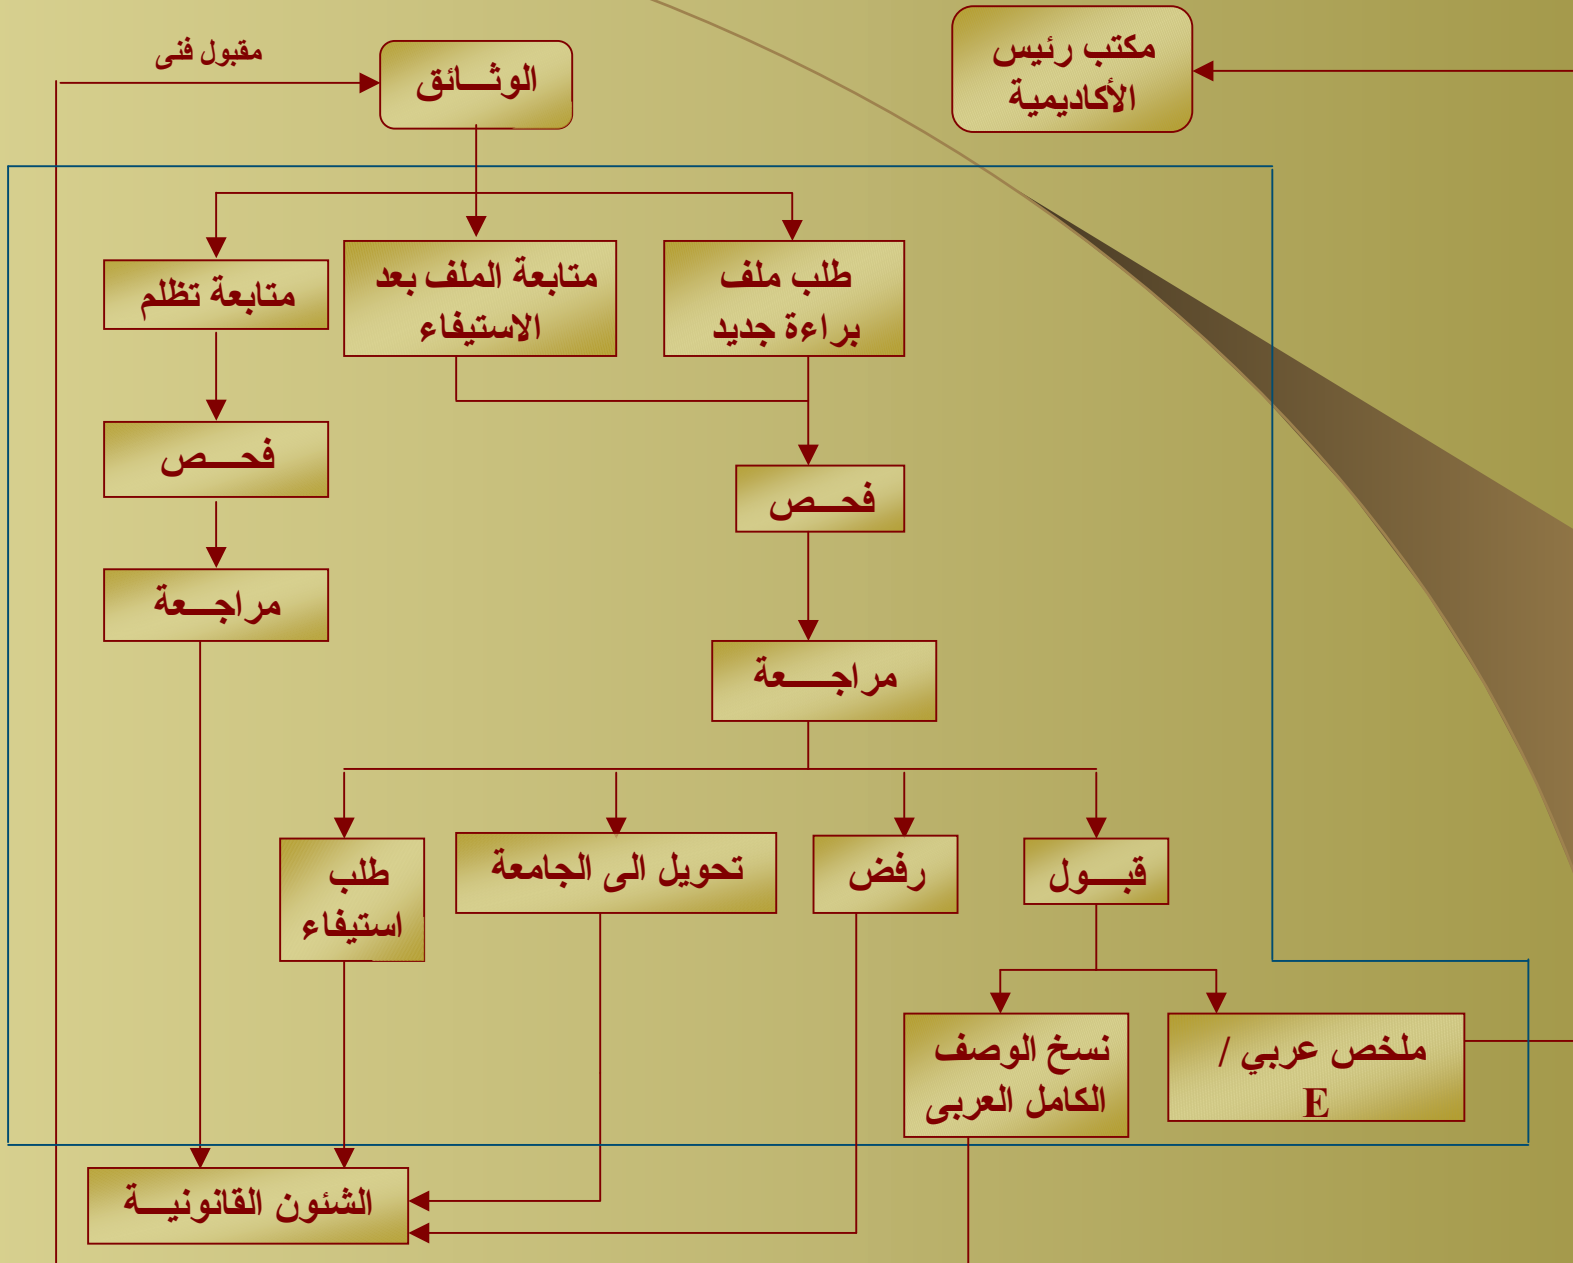 مكتب رئيس
الأكاديمية
مقبول فنى
الوثـــائق
طلب ملف
براءة جديد
متابعة الملف بعد
الاستيفاء
متابعة تظلم
فحـــص
فحـــص
مراجـــعة
مراجـــعة
قبـــول
رفض
تحويل الى الجامعة
طلب
استيفاء
ملخص عربي /
E
نسخ الوصف
الكامل العربى
الشئون القانونيـــة